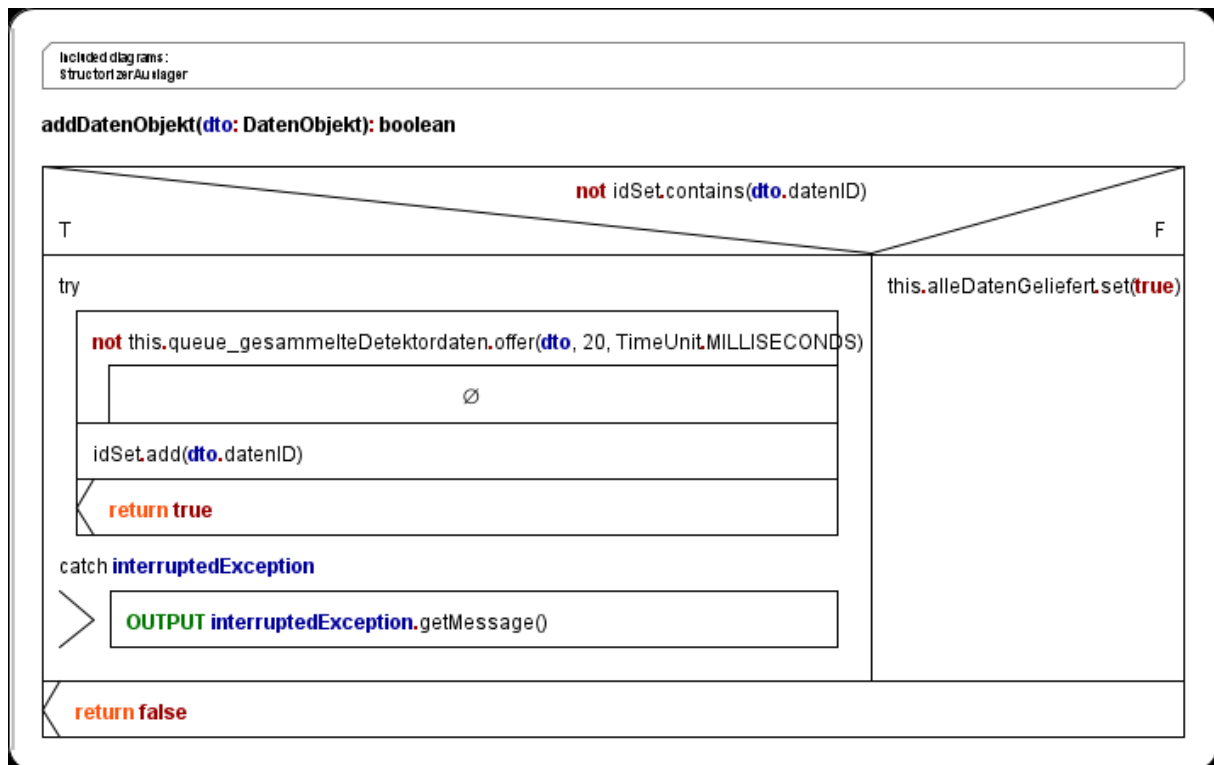 Included diagrams:
StructorizerAuslager
addDatenObjekt(dto: DatenObjekt): boolean
not idSet.contains(dto.datenID)
T
F
try
this.alleDatenGeliefert.set(true)
not this.queue_gesammelteDetektordaten.offer(dto, 20, TimeUnit.MILLISECONDS)
∅
idSet.add(dto.datenID)
return true
catch interruptedException
OUTPUT interruptedException.getMessage()
return false